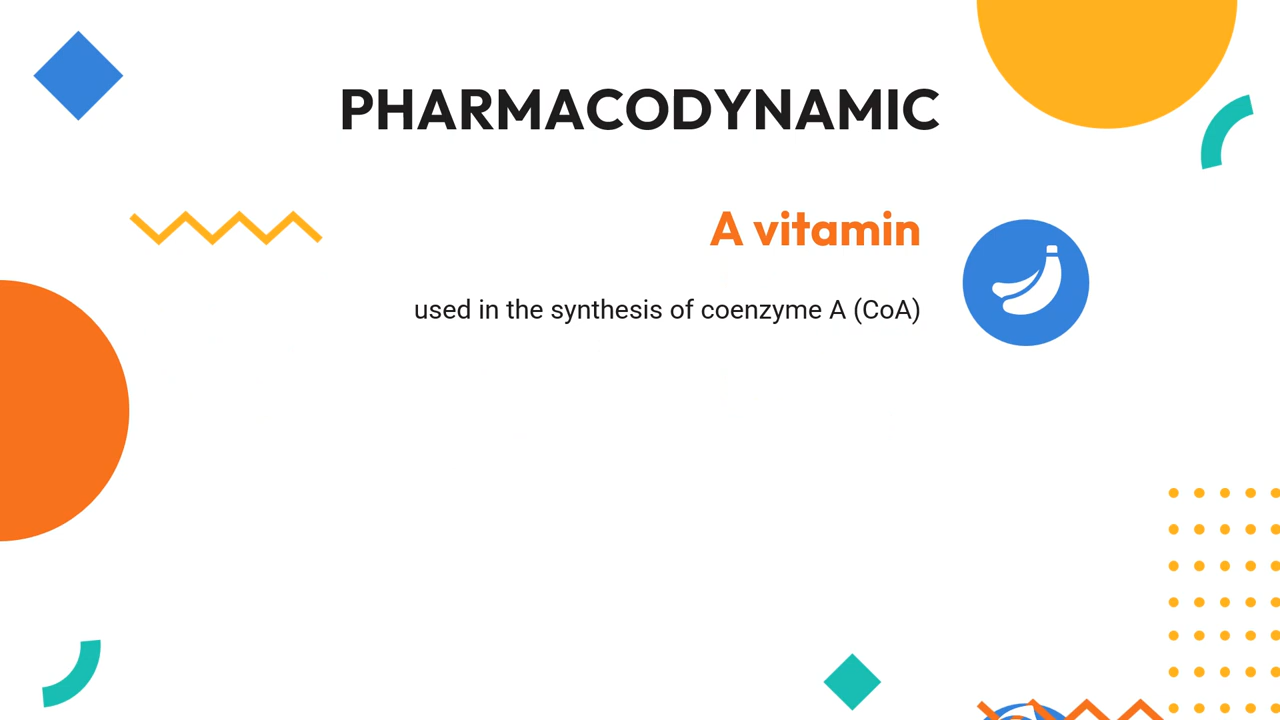 PHARMACODYNAMIC
A vitamin
used in the synthesis of coenzyme A (CoA)